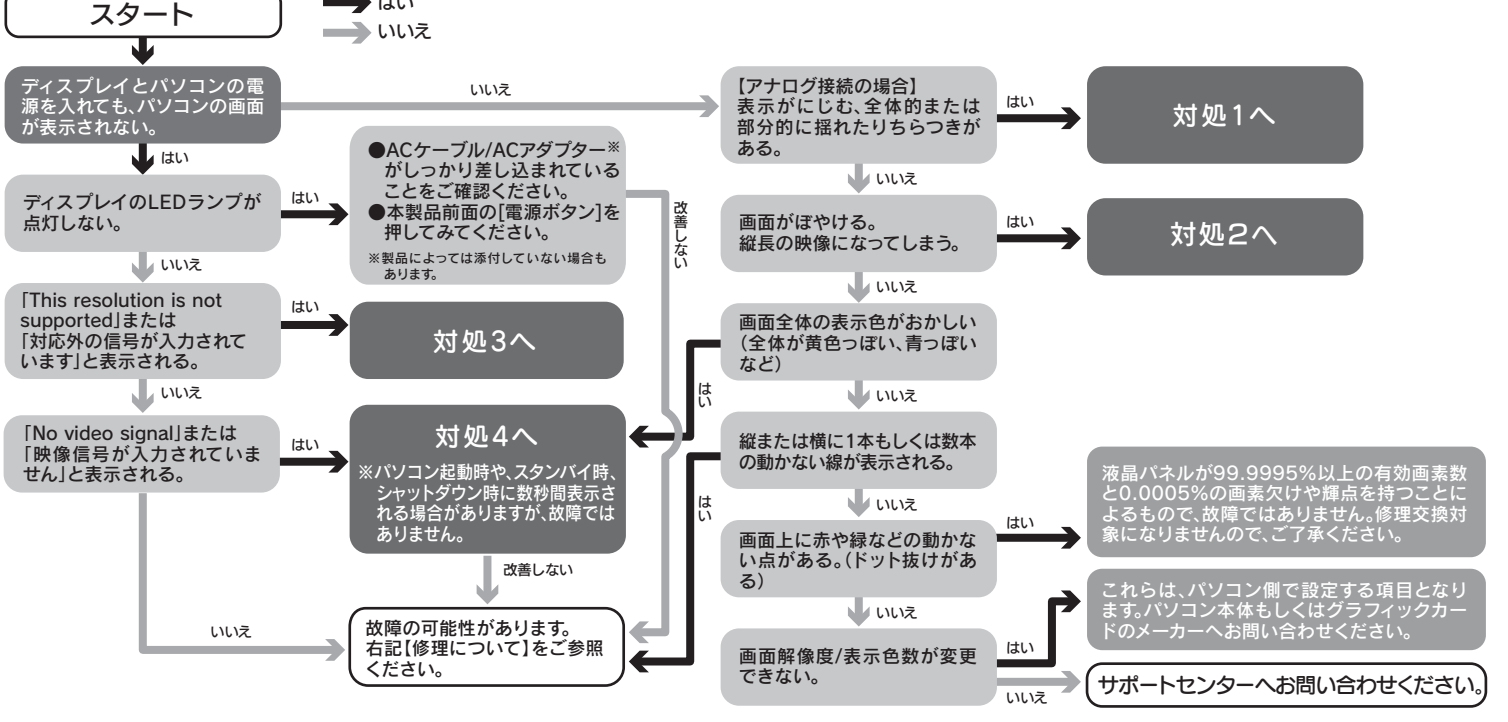 スタート
はい
いいえ
ディスプレイとパソコンの電
源を入れても、パソコンの画面
が表示されない。
いいえ
はい
ディスプレイのLEDランプが
点灯しない。
はい
●ACケーブル/ACアダプター※
がしっかり差し込まれている
ことをご確認ください。
●本製品前面の[電源ボタン]を
押してみてください。
※製品によっては添付していない場合も
あります。
改善しない
いいえ
「This resolution is not
supported」または
「対応外の信号が入力されて
います」と表示される。
はい
対処3へ
いいえ
「No video signal」または
「映像信号が入力されていま
せん」と表示される。
はい
対処4へ
※パソコン起動時や、スタンバイ時、
シャットダウン時に数秒間表示さ
れる場合がありますが、故障では
ありません。
改善しない
いいえ
故障の可能性があります。
右記【修理について】をご参照
ください。
【アナログ接続の場合】
表示がにじむ、全体的または
部分的に揺れたりちらつきが
ある。
はい
対処1へ
いいえ
画面がぼやける。
縦長の映像になってしまう。
はい
対処2へ
いいえ
画面全体の表示色がおかしい
(全体が黄色っぽい、青っぽい
など)
はい
いいえ
縦または横に1本もしくは数本
の動かない線が表示される。
はい
いいえ
画面上に赤や緑などの動かな
い点がある。(ドット抜けがあ
る)
はい
液晶パネルが99.9995%以上の有効画素数
と0.0005%の画素欠けや輝点を持つことに
よるもので、故障ではありません。修理交換対
象になりませんので、ご了承ください。
いいえ
画面解像度/表示色数が変更
できない。
はい
これらは、パソコン側で設定する項目となり
ます。パソコン本体もしくはグラフィックカー
ドのメーカーへお問い合わせください。
いいえ
サポートセンターへお問い合わせください。